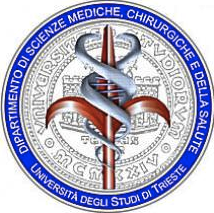 DIPARTIMENTO DI SCIENZE MEDICHE, CHIRURGICHE E DELLA SALUTE
UNIVERSITÀ DEGLI STUDI DI TRIESTE
MCMXXIV